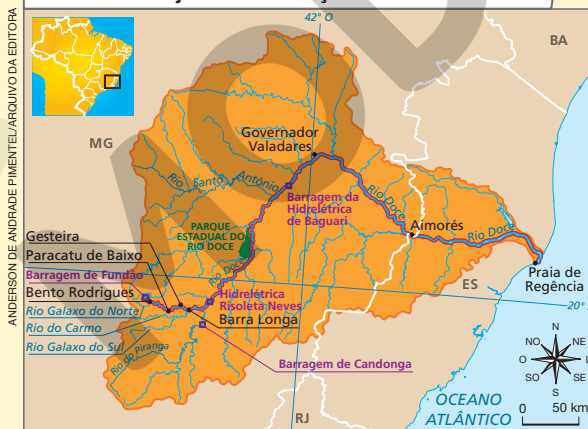 ANDERSON DE ANDRADE PIMENTEL/ARQUIVO DA EDITORA
42° O
BA
MG
Governador
Valadares
Rio Santo Antônio
Barragem da
Hidrelétrica
de Baguari
Rio Doce
Aimorés
Rio Doce
PARQUE
ESTADUAL DO
RIO DOCE
Rio Doce
Gesteira
Paracatu de Baixo
Barragem de Fundão
Bento Rodrigues
Rio Galaxo do Norte
Rio do Carmo
Rio Galaxo do Sul
Rio do Piranga
Hidrelétrica
Risoleta Neves
Barra Longa
Barragem de Candonga
ES
Praia de
Regência
20°
RJ
OCEANO
ATLÂNTICO
N
NO
NE
O
L
SO
SE
S
0 50 km